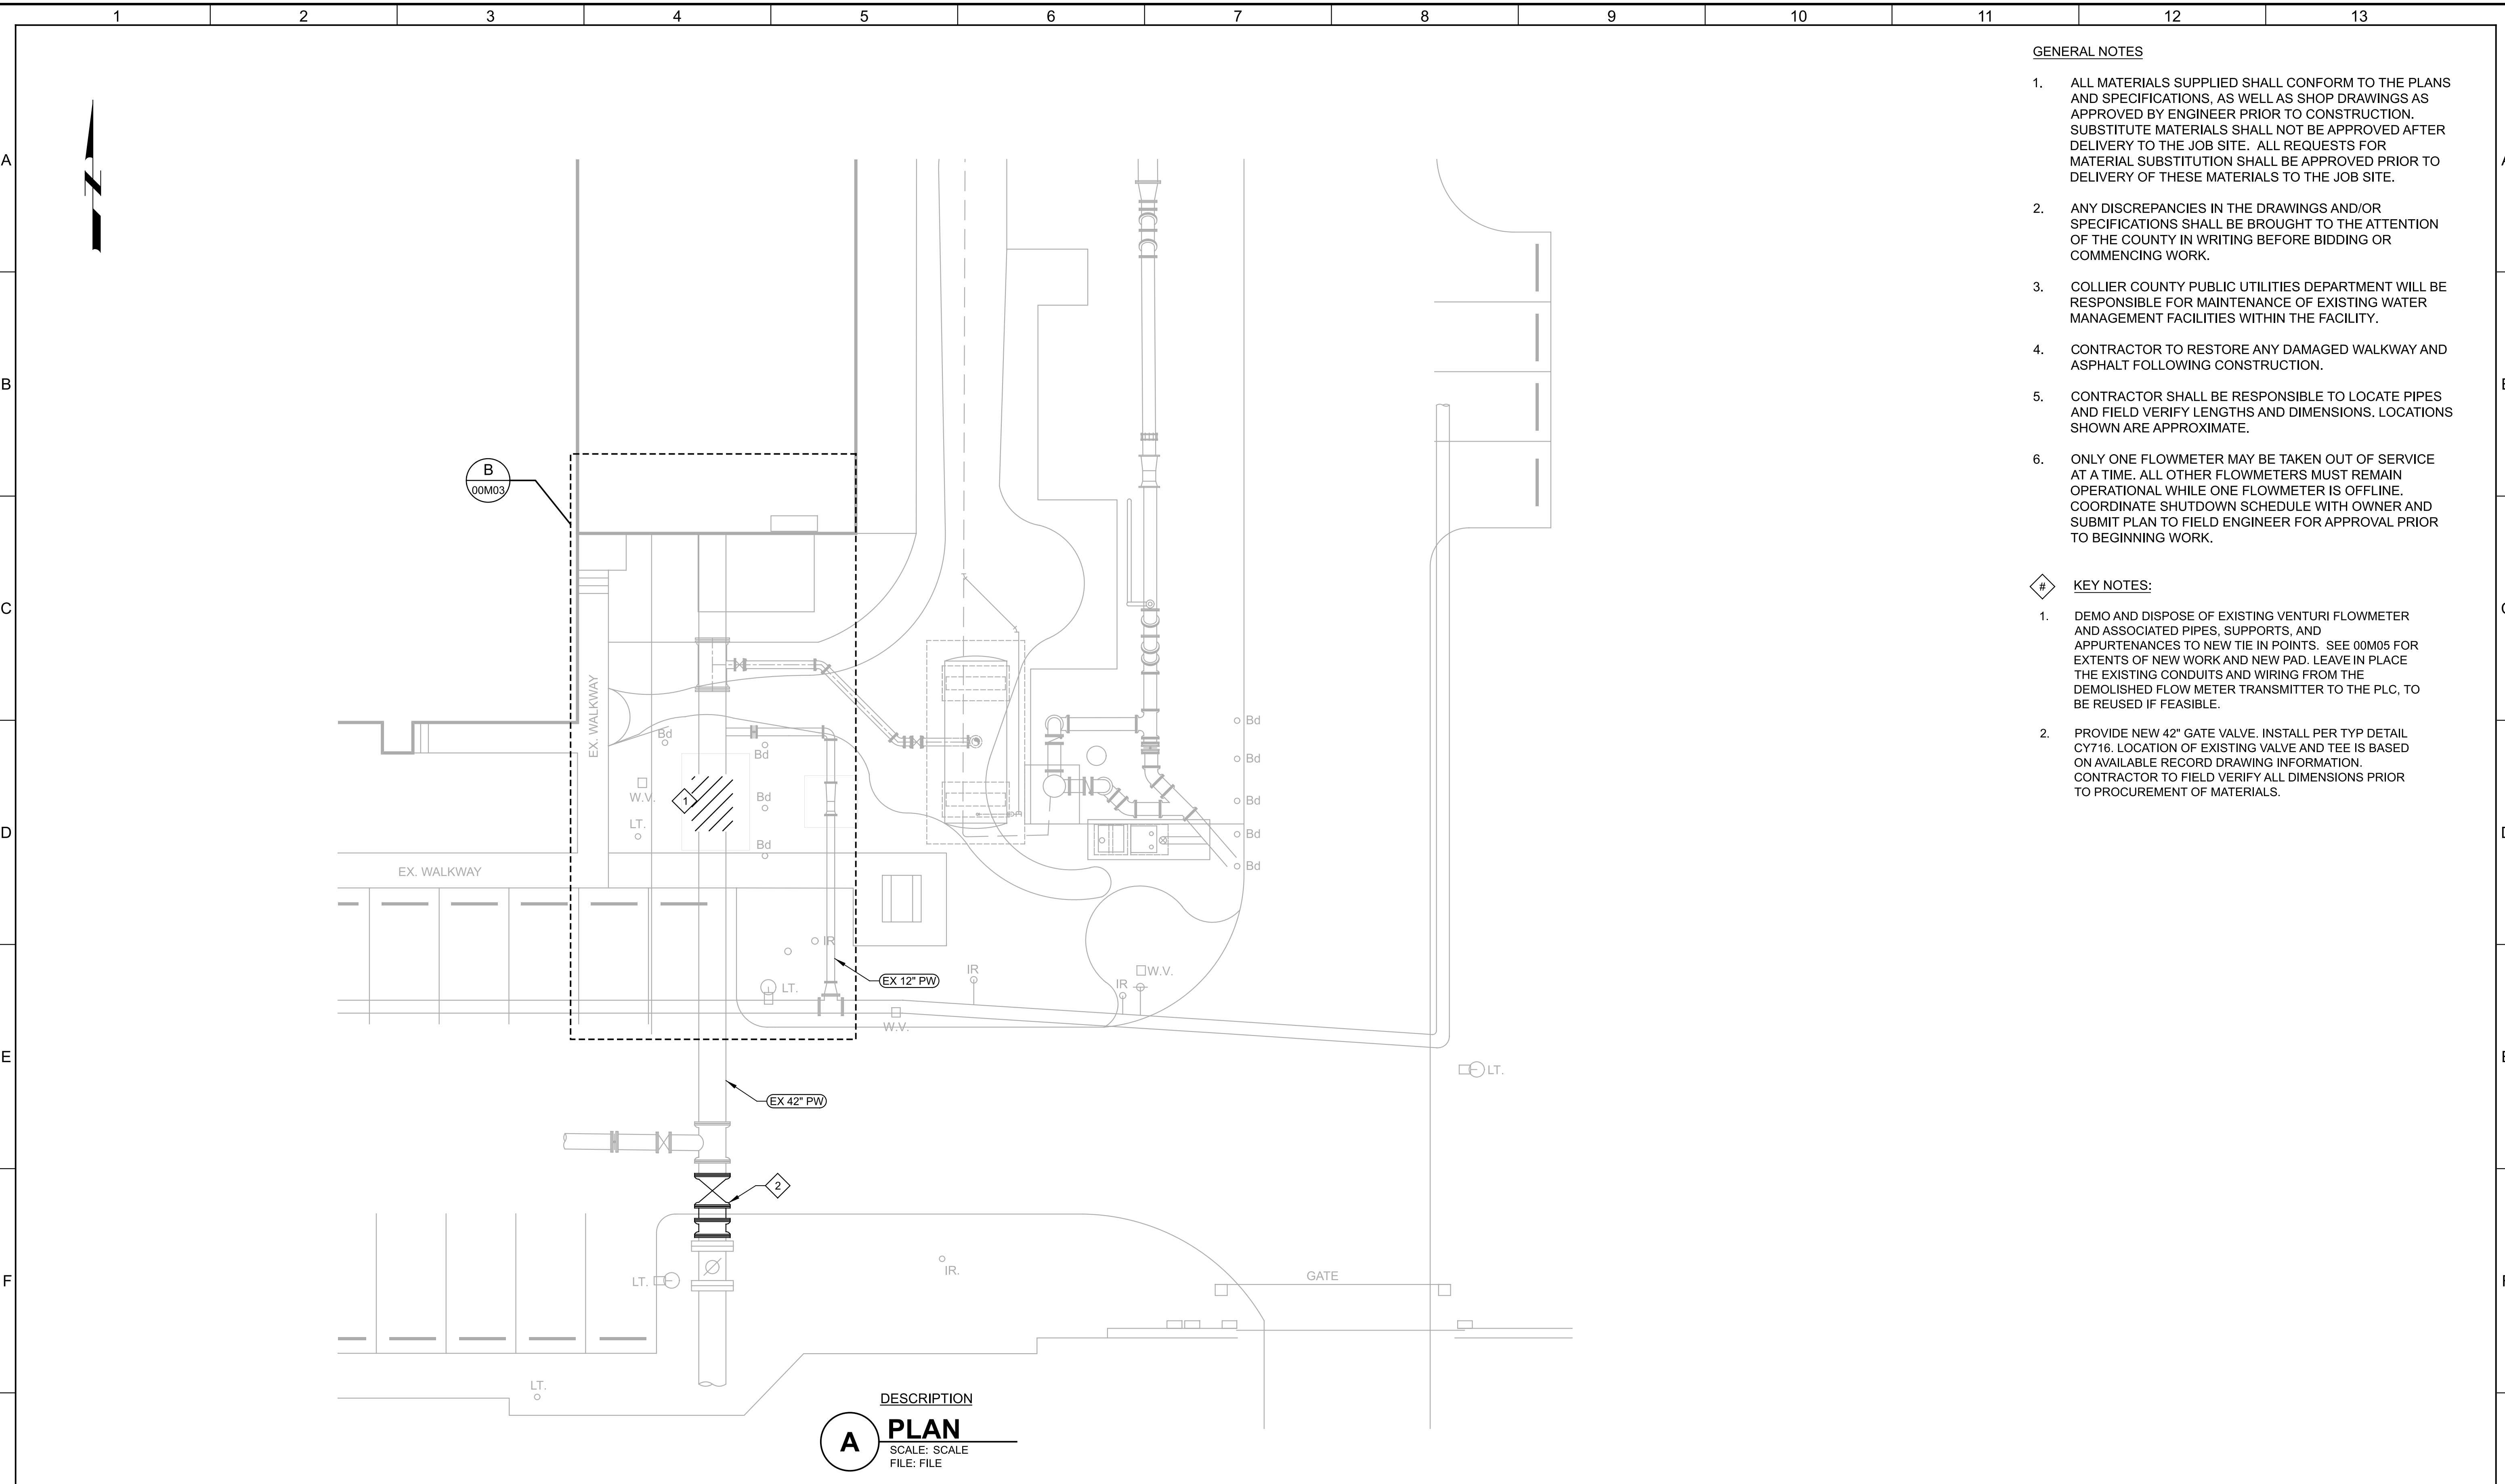 1 2 3 4 5 6 7 8 9 10 11 12 13
A
B
C
D
E
F
N
GENERAL NOTES
1. ALL MATERIALS SUPPLIED SHALL CONFORM TO THE PLANS
AND SPECIFICATIONS, AS WELL AS SHOP DRAWINGS AS
APPROVED BY ENGINEER PRIOR TO CONSTRUCTION.
SUBSTITUTE MATERIALS SHALL NOT BE APPROVED AFTER
DELIVERY TO THE JOB SITE. ALL REQUESTS FOR
MATERIAL SUBSTITUTION SHALL BE APPROVED PRIOR TO
DELIVERY OF THESE MATERIALS TO THE JOB SITE.
2. ANY DISCREPANCIES IN THE DRAWINGS AND/OR
SPECIFICATIONS SHALL BE BROUGHT TO THE ATTENTION
OF THE COUNTY IN WRITING BEFORE BIDDING OR
COMMENCING WORK.
3. COLLIER COUNTY PUBLIC UTILITIES DEPARTMENT WILL BE
RESPONSIBLE FOR MAINTENANCE OF EXISTING WATER
MANAGEMENT FACILITIES WITHIN THE FACILITY.
4. CONTRACTOR TO RESTORE ANY DAMAGED WALKWAY AND
ASPHALT FOLLOWING CONSTRUCTION.
5. CONTRACTOR SHALL BE RESPONSIBLE TO LOCATE PIPES
AND FIELD VERIFY LENGTHS AND DIMENSIONS. LOCATIONS
SHOWN ARE APPROXIMATE.
6. ONLY ONE FLOWMETER MAY BE TAKEN OUT OF SERVICE
AT A TIME. ALL OTHER FLOWMETERS MUST REMAIN
OPERATIONAL WHILE ONE FLOWMETER IS OFFLINE.
COORDINATE SHUTDOWN SCHEDULE WITH OWNER AND
SUBMIT PLAN TO FIELD ENGINEER FOR APPROVAL PRIOR
TO BEGINNING WORK.
# KEY NOTES:
1. DEMO AND DISPOSE OF EXISTING VENTURI FLOWMETER
AND ASSOCIATED PIPES, SUPPORTS, AND
APPURTENANCES TO NEW TIE IN POINTS. SEE 00M05 FOR
EXTENTS OF NEW WORK AND NEW PAD. LEAVE IN PLACE
THE EXISTING CONDUITS AND WIRING FROM THE
DEMOLISHED FLOW METER TRANSMITTER TO THE PLC, TO
BE REUSED IF FEASIBLE.
2. PROVIDE NEW 42" GATE VALVE. INSTALL PER TYP DETAIL
CY716. LOCATION OF EXISTING VALVE AND TEE IS BASED
ON AVAILABLE RECORD DRAWING INFORMATION.
CONTRACTOR TO FIELD VERIFY ALL DIMENSIONS PRIOR
TO PROCUREMENT OF MATERIALS.
B
00M03
EX. WALKWAY
Bd
Bd
Bd
Bd
W.V.
1
LT.
Bd
Bd
Bd
Bd
Bd
EX. WALKWAY
IR
EX 12" PW
LT.
W.V.
IR
IR
W.V.
LT.
EX 42" PW
2
LT.
IR.
GATE
LT.
DESCRIPTION
A
PLAN
SCALE: SCALE
FILE: FILE